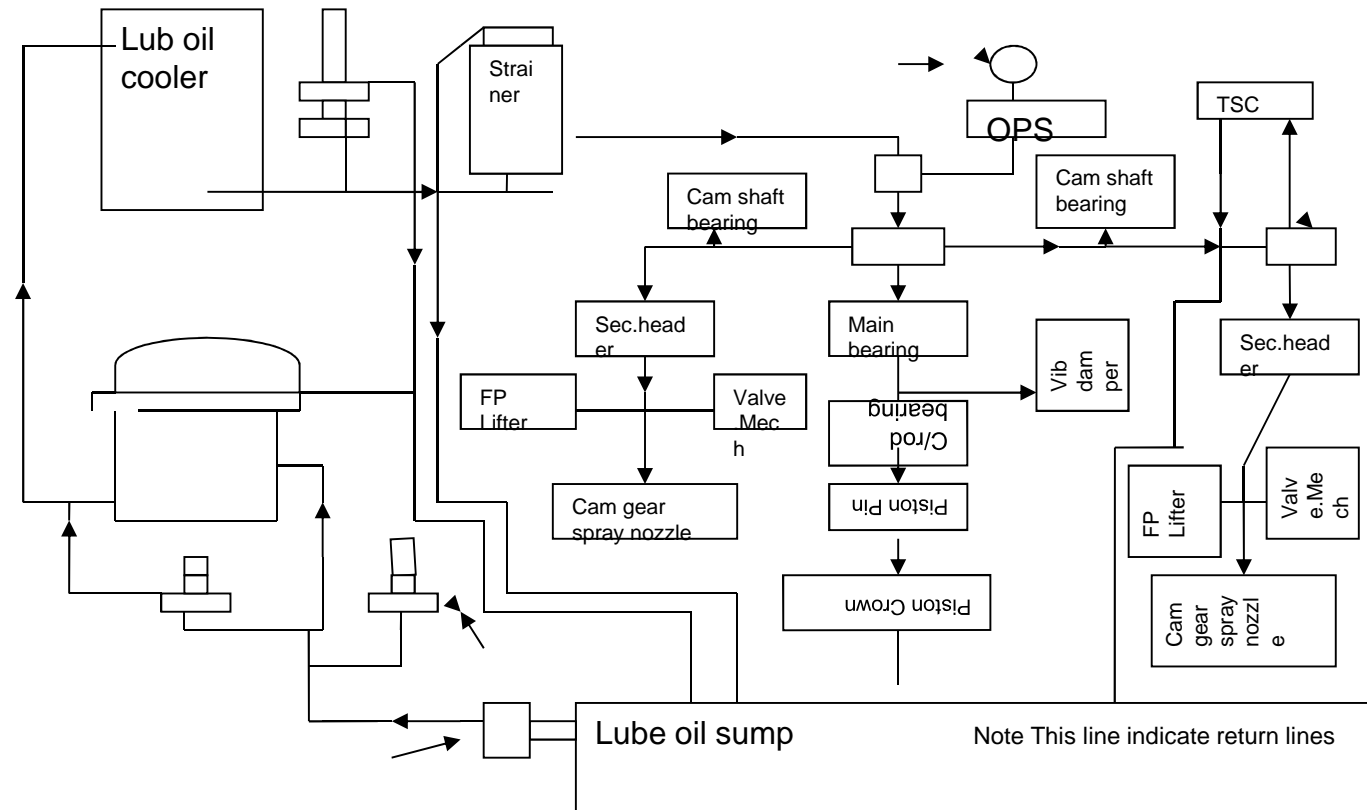 Lub oil
cooler
Strai
ner
OPS
TSC
Cam shaft
bearing
Cam shaft
bearing
Sec.head
er
Main
bearing
Vib
dam
per
Sec.head
er
FP
Lifter
Valve
.Mec
h
C/rod
bearing
Cam gear
spray nozzle
Piston Pin
FP
Lifter
Valv
e.Me
ch
Piston Crown
Cam
gear
spray
nozzl
e
Lube oil sump
Note This line indicate return lines